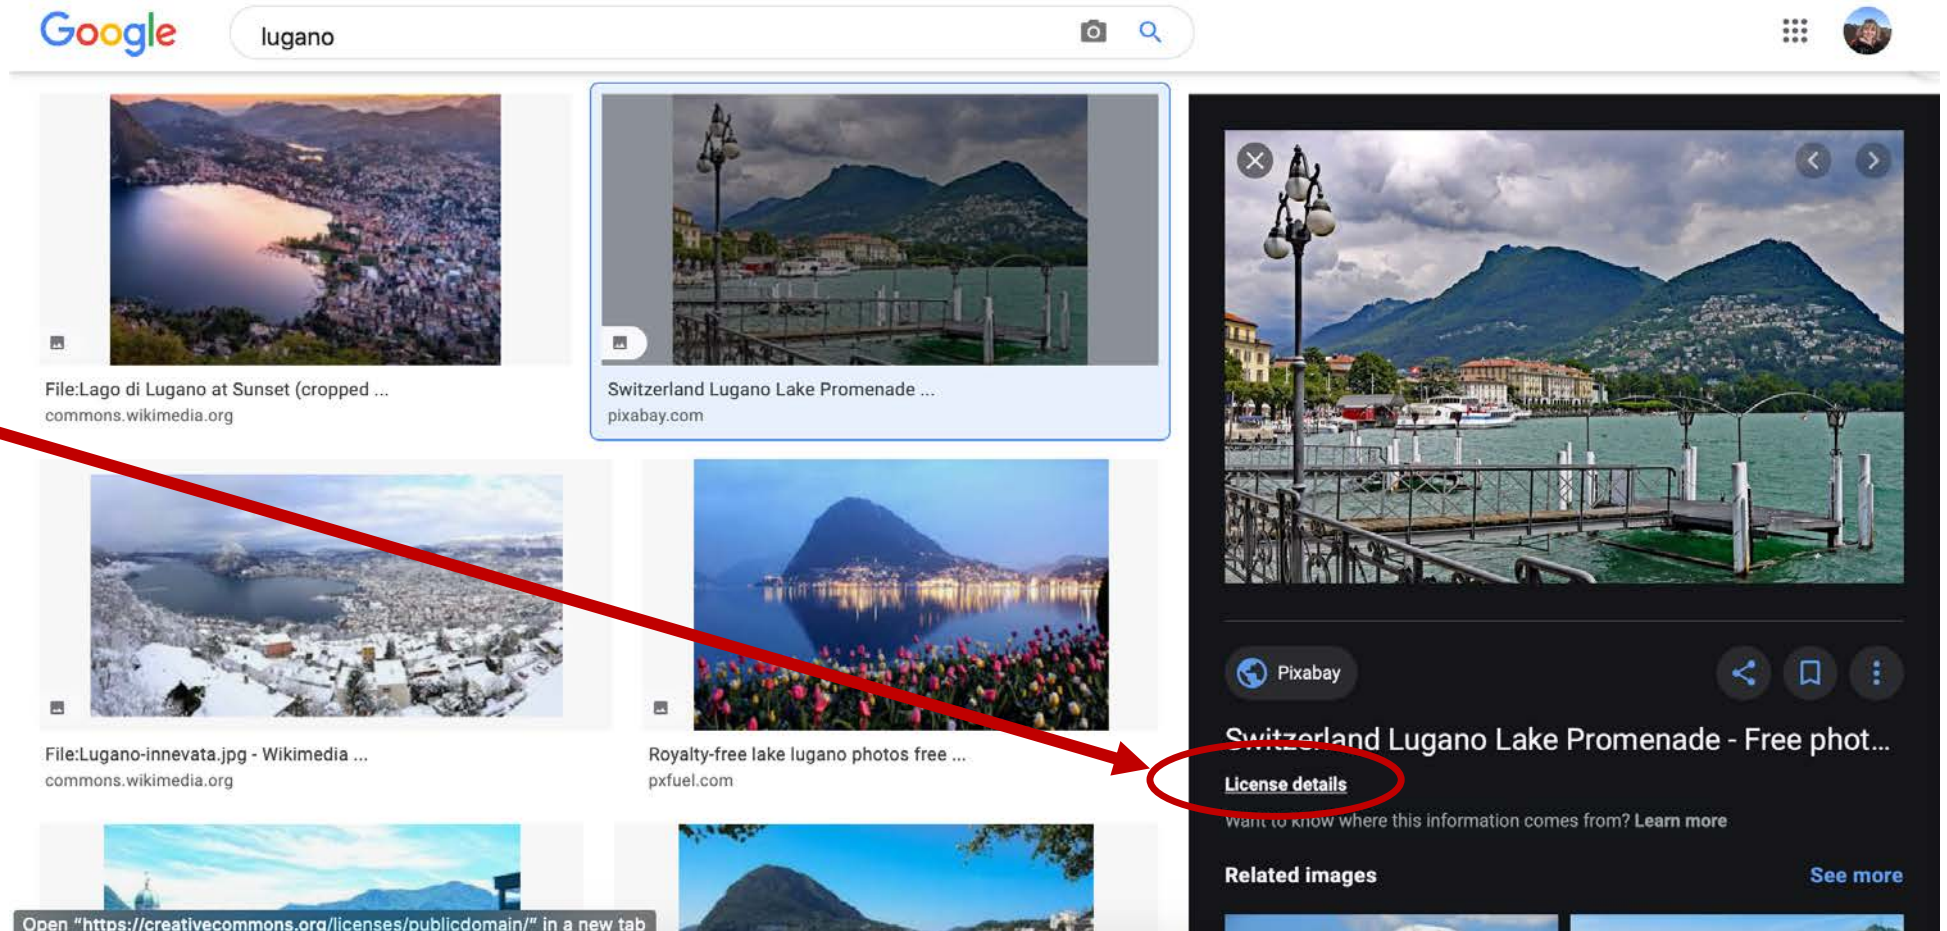 Google
lugano
File:Lago di Lugano at Sunset (cropped ...
commons.wikimedia.org
Switzerland Lugano Lake Promenade ...
pixabay.com
File:Lugano-innevata.jpg - Wikimedia ...
commons.wikimedia.org
Royalty-free lake lugano photos free ...
pxfuel.com
Open “https://creativecommons.org/licenses/publicdomain/” in a new tab
Pixabay
Switzerland Lugano Lake Promenade - Free phot...
License details
Want to know where this information comes from? Learn more
Related images
See more